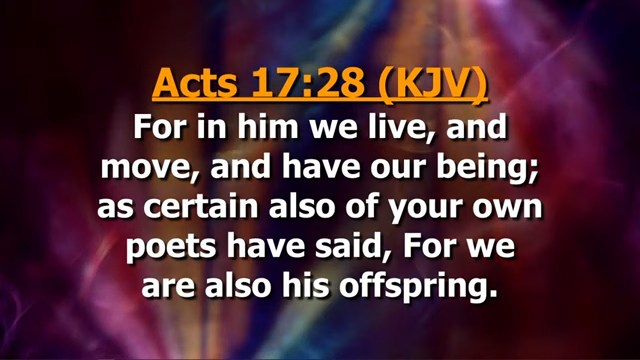 Acts 17:28 (KJV)
For in him we live, and
move, and have our being;
as certain also of your own
poets have said, For we
are also his offspring.